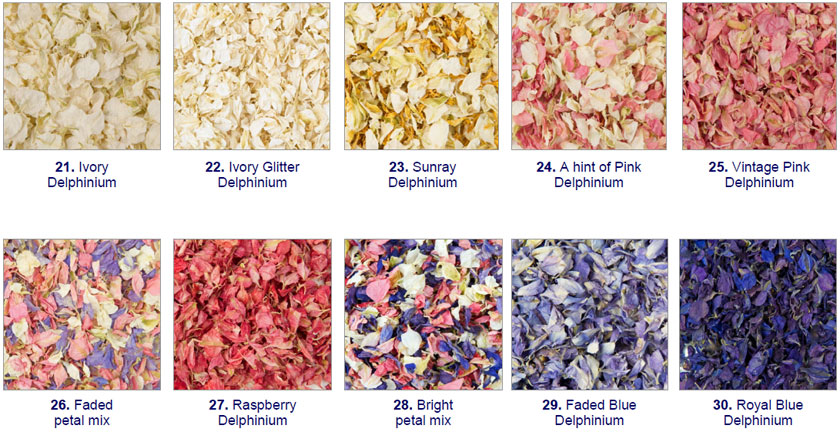 21. Ivory
Delphinium
22. Ivory Glitter
Delphinium
23. Sunray
Delphinium
24. A hint of Pink
Delphinium
25. Vintage Pink
Delphinium
26. Faded
petal mix
27. Raspberry
Delphinium
28. Bright
petal mix
29. Faded Blue
Delphinium
30. Royal Blue
Delphinium